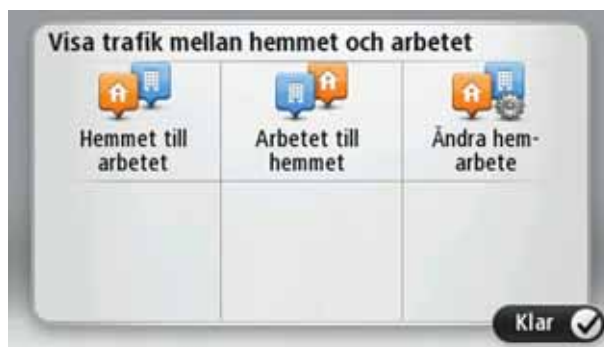 Visa trafik mellan hemmet och arbetet
Hemmet till
arbetet
Arbetet till
hemmet
Ändra hem-
arbete
Klar